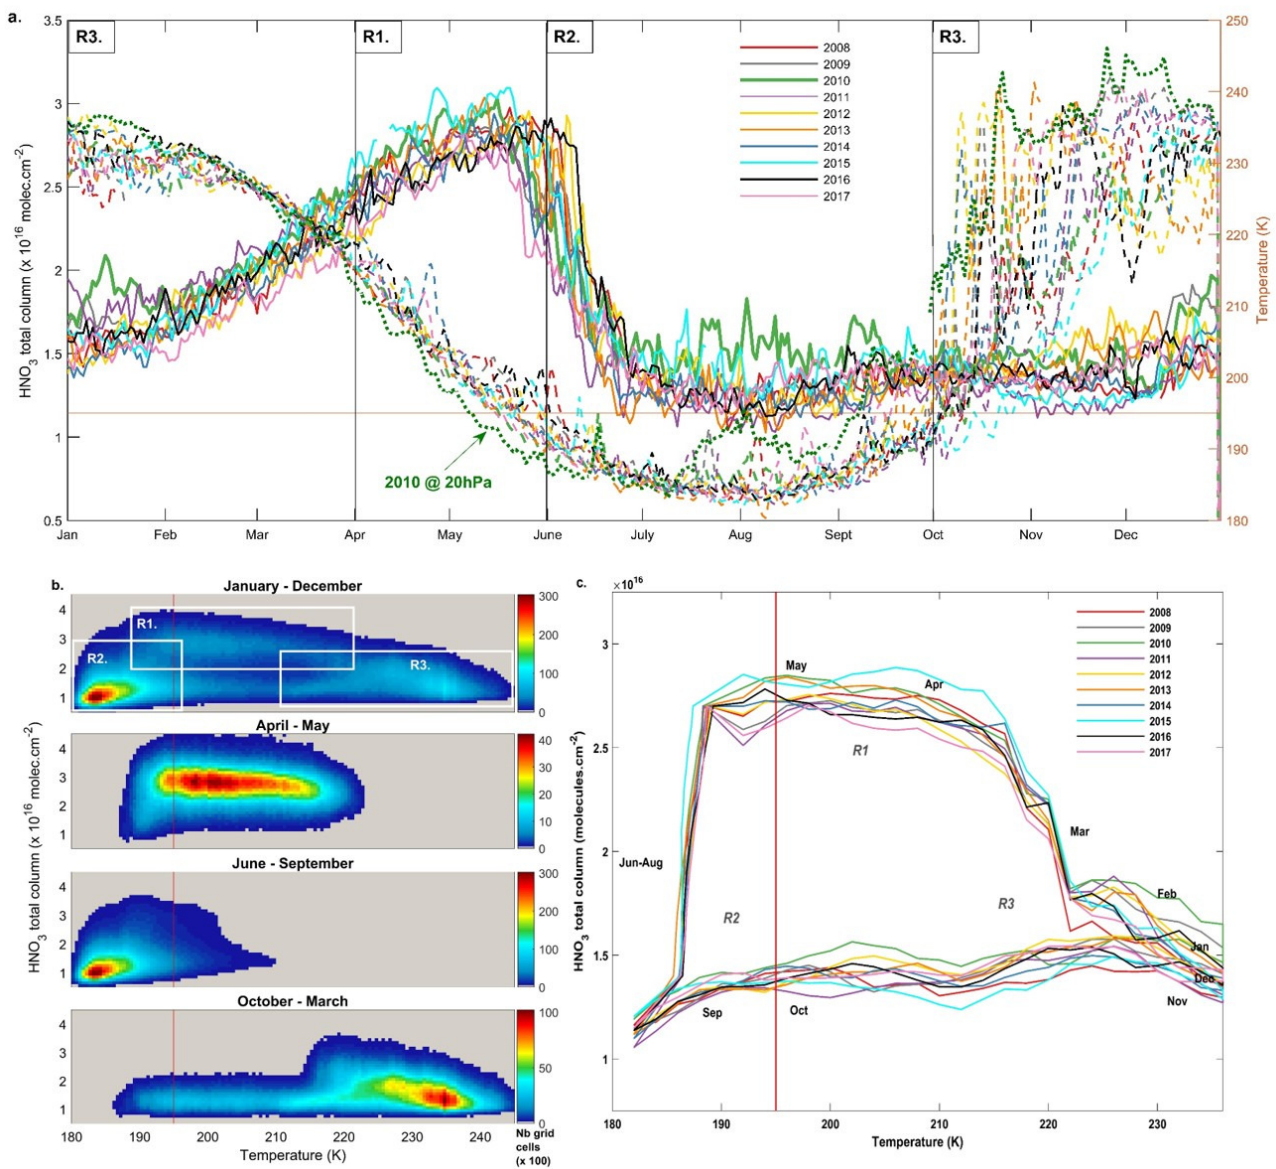 a.
R3.
R1.
R2.
R3.
3.5
3
2.5
2
1.5
1
0.5
HNO3 total column (x 10^16 molec.cm^-2)
250
240
230
220
210
200
190
180
Temperature (K)
2008
2009
2010
2011
2012
2013
2014
2015
2016
2017
2010 @ 20hPa
Jan
Feb
Mar
Apr
May
June
July
Aug
Sept
Oct
Nov
Dec
b.
January - December
R1.
R2.
R3.
4
3
2
1
300
200
100
0
April - May
4
3
2
1
40
30
20
10
0
June - September
4
3
2
1
300
200
100
0
October - March
4
3
2
1
100
50
0
HNO3 total column (x 10^16 molec.cm^-2)
180
190
200
210
220
230
240
Temperature (K)
Nb grid
cells
(x 100)
c.
×10^16
3
2.5
2
1.5
1
HNO3 total column (molecules.cm^-2)
2008
2009
2010
2011
2012
2013
2014
2015
2016
2017
May
Apr
R1
Mar
Jun-Aug
R2
R3
Feb
Jan
Dec
Nov
Sep
Oct
180
190
200
210
220
230
Temperature (K)